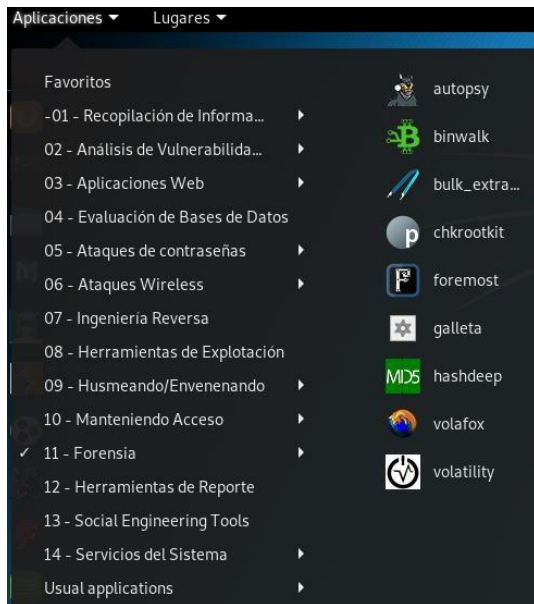 Aplicaciones ▾ Lugares ▾
Favoritos
-01 - Recopilación de Informa...
02 - Análisis de Vulnerabilida...
03 - Aplicaciones Web
04 - Evaluación de Bases de Datos
05 - Ataques de contraseñas
06 - Ataques Wireless
07 - Ingeniería Reversa
08 - Herramientas de Explotación
09 - Husmeando/Envenenando
10 - Manteniendo Acceso
✓ 11 - Forensia
12 - Herramientas de Reporte
13 - Social Engineering Tools
14 - Servicios del Sistema
Usual applications
autopsy
binwalk
bulk_extra...
p chkrootkit
F foremost
galleta
MD5 hashdeep
volafox
volatility